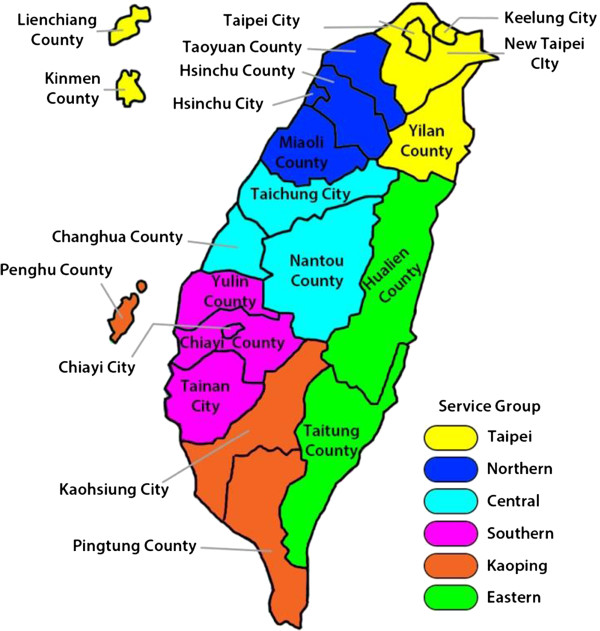 Lienchiang
County
Kinmen
County
Taipei City
Taoyuan County
Hsinchu County
Hsinchu City
Keelung City
New Taipei
CIty
Yilan
County
Miaoli
County
Taichung City
Changhua County
Nantou
County
Hualien
County
Penghu County
Yulin
County
Chiayi County
Chiayi City
Tainan
City
Taitung
County
Kaohsiung City
Pingtung County
Service Group
Taipei
Northern
Central
Southern
Kaoping
Eastern